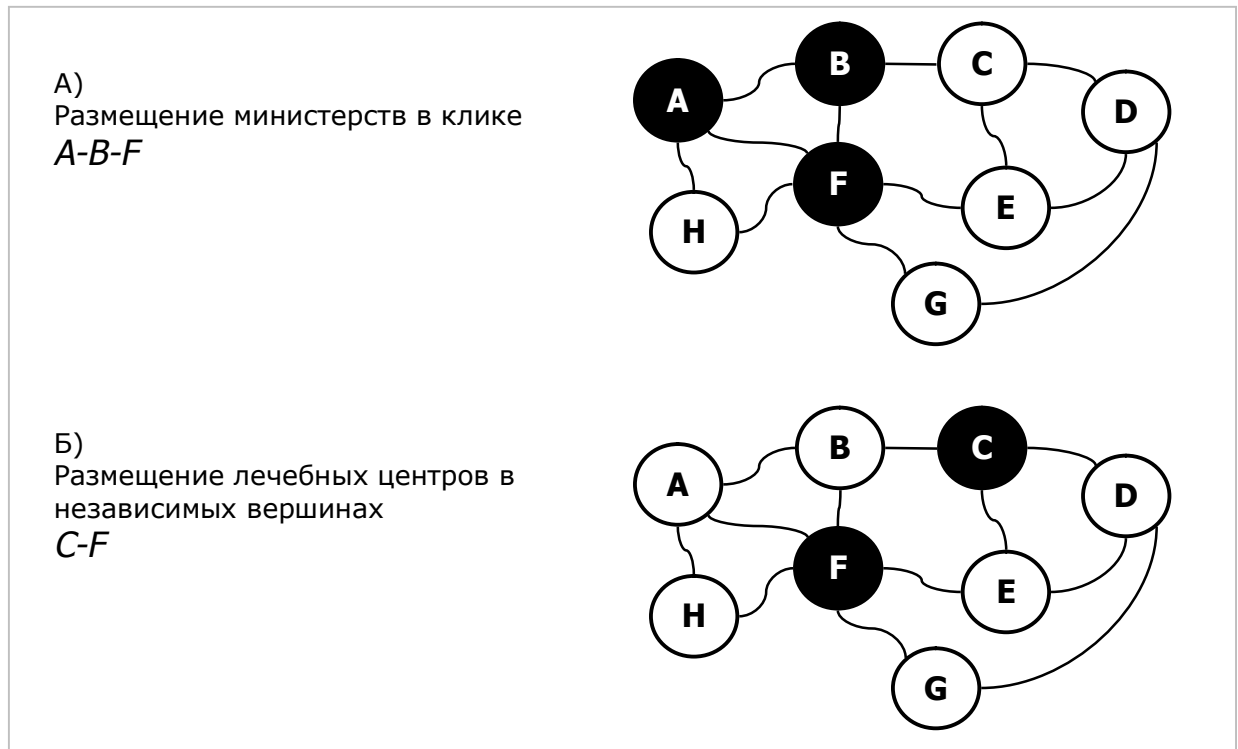 А)
Размещение министерств в клике
A-B-F
A
B
C
D
F
H
E
G
Б)
Размещение лечебных центров в
независимых вершинах
C-F
A
B
C
D
F
H
E
G